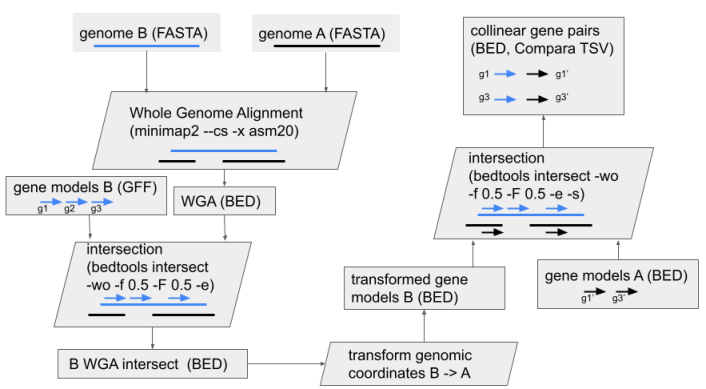 genome B (FASTA)
genome A (FASTA)
Whole Genome Alignment
(minimap2 --cs -x asm20)
gene models B (GFF)
g1 g2 g3
WGA (BED)
intersection
(bedtools intersect
-wo -f 0.5 -F 0.5 -e)
B WGA intersect (BED)
transform genomic
coordinates B -> A
transformed gene
models B (BED)
gene models A (BED)
g1' g3'
intersection
(bedtools intersect -wo
-f 0.5 -F 0.5 -e -s)
collinear gene pairs
(BED, Compara TSV)
g1 g1'
g3 g3'